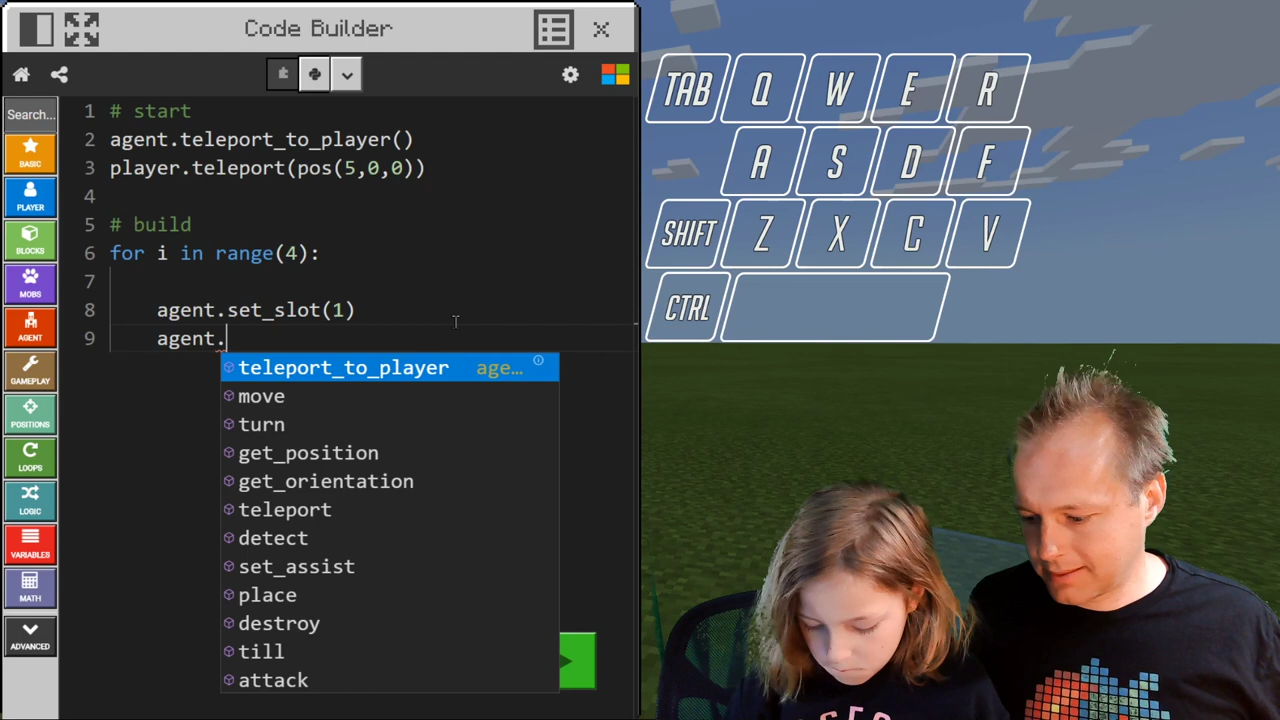 Code Builder
Search...
BASIC
PLAYER
BLOCKS
MOBS
AGENT
GAMEPLAY
POSITIONS
LOOPS
LOGIC
VARIABLES
MATH
ADVANCED
1 # start
2 agent.teleport_to_player()
3 player.teleport(pos(5,0,0))
4
5 # build
6 for i in range(4):
7
8 agent.set_slot(1)
9 agent.
teleport_to_player age...
move
turn
get_position
get_orientation
teleport
detect
set_assist
place
destroy
till
attack
TAB Q W E R
A S D F
SHIFT Z X C V
CTRL